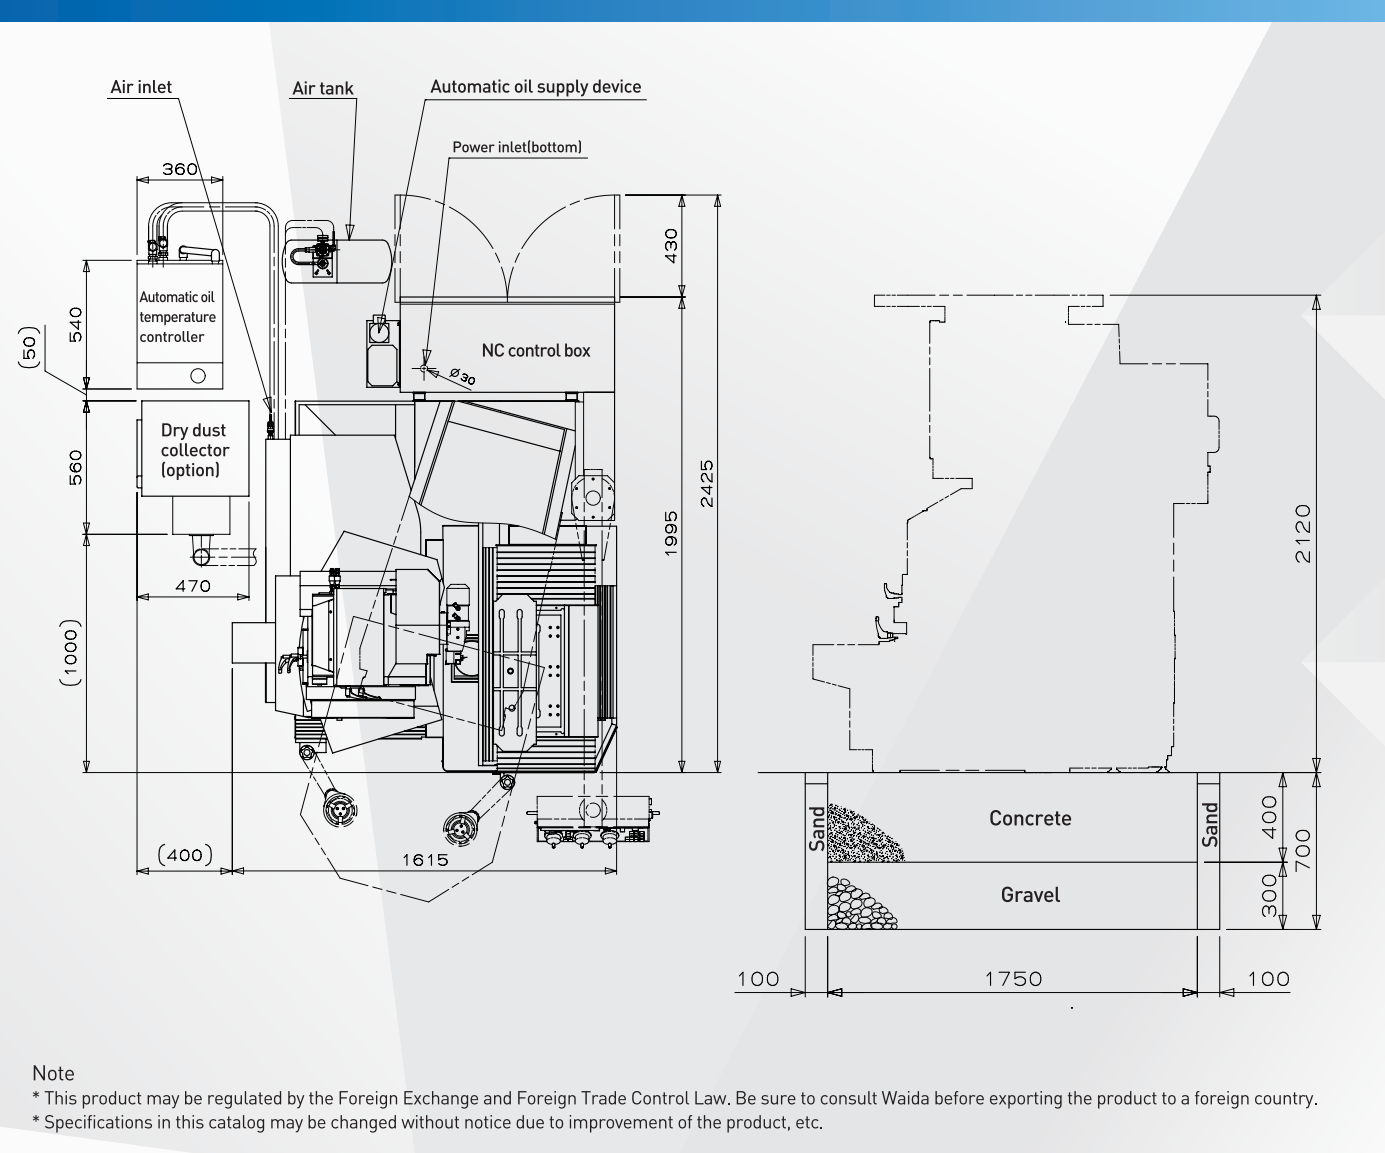 Air inlet
Air tank
Automatic oil supply device
Power inlet(bottom)
360
430
540
(50)
Automatic oil
temperature
controller
NC control box
Ø30
Dry dust
collector
(option)
560
2425
1995
2120
470
(1000)
(400)
1615
Sand
Concrete
Sand
400
700
Gravel
300
100
1750
100
Note
* This product may be regulated by the Foreign Exchange and Foreign Trade Control Law. Be sure to consult Waida before exporting the product to a foreign country.
* Specifications in this catalog may be changed without notice due to improvement of the product, etc.